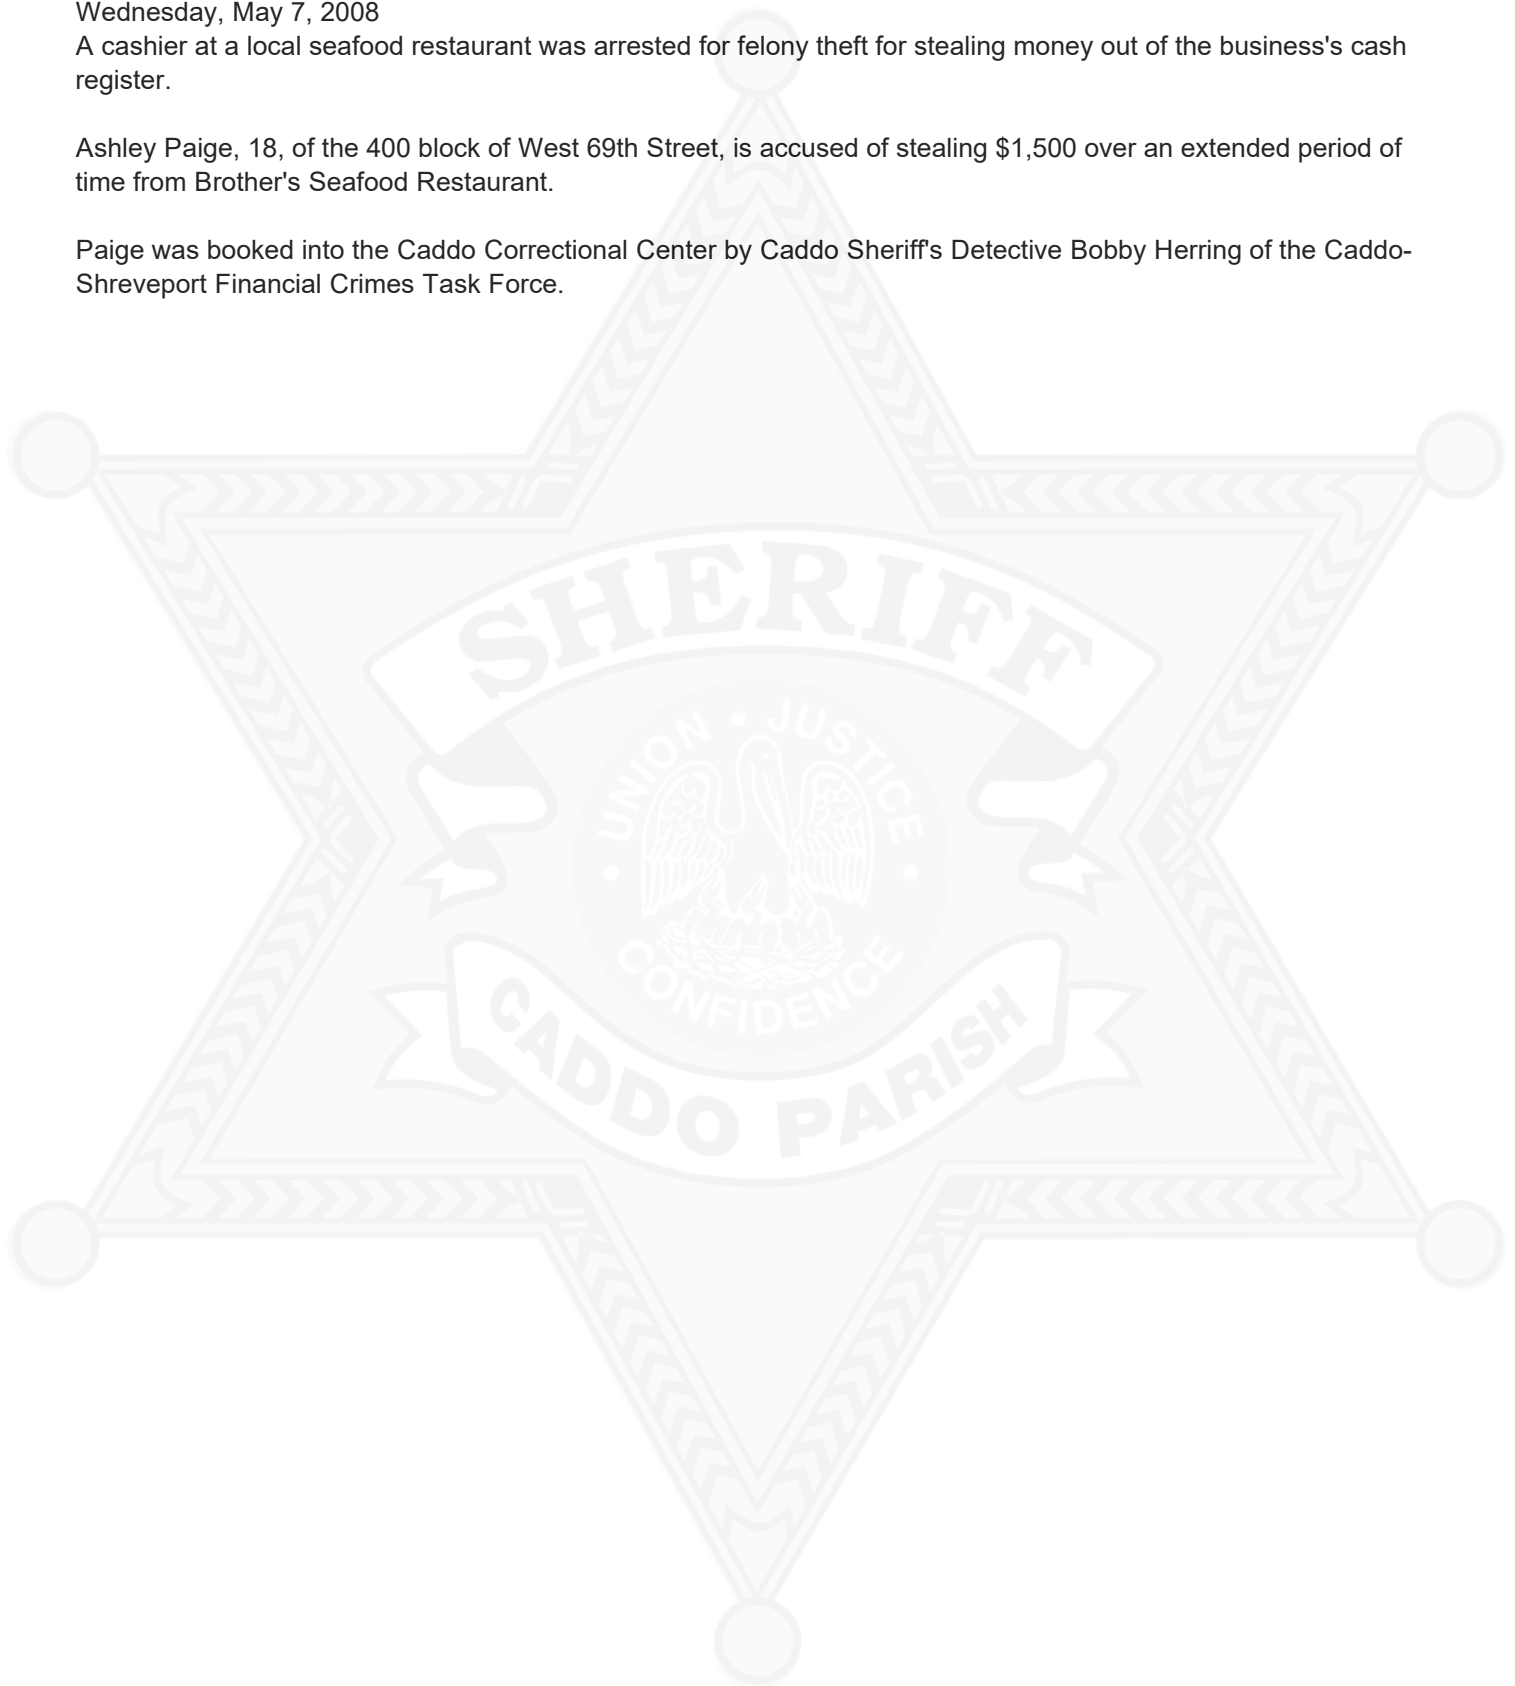 Wednesday, May 7, 2008
A cashier at a local seafood restaurant was arrested for felony theft for stealing money out of the business's cash
register.
Ashley Paige, 18, of the 400 block of West 69th Street, is accused of stealing $1,500 over an extended period of
time from Brother's Seafood Restaurant.
Paige was booked into the Caddo Correctional Center by Caddo Sheriff's Detective Bobby Herring of the Caddo-
Shreveport Financial Crimes Task Force.
SHERIFF
UNION • JUSTICE
• CONFIDENCE •
CADDO PARISH